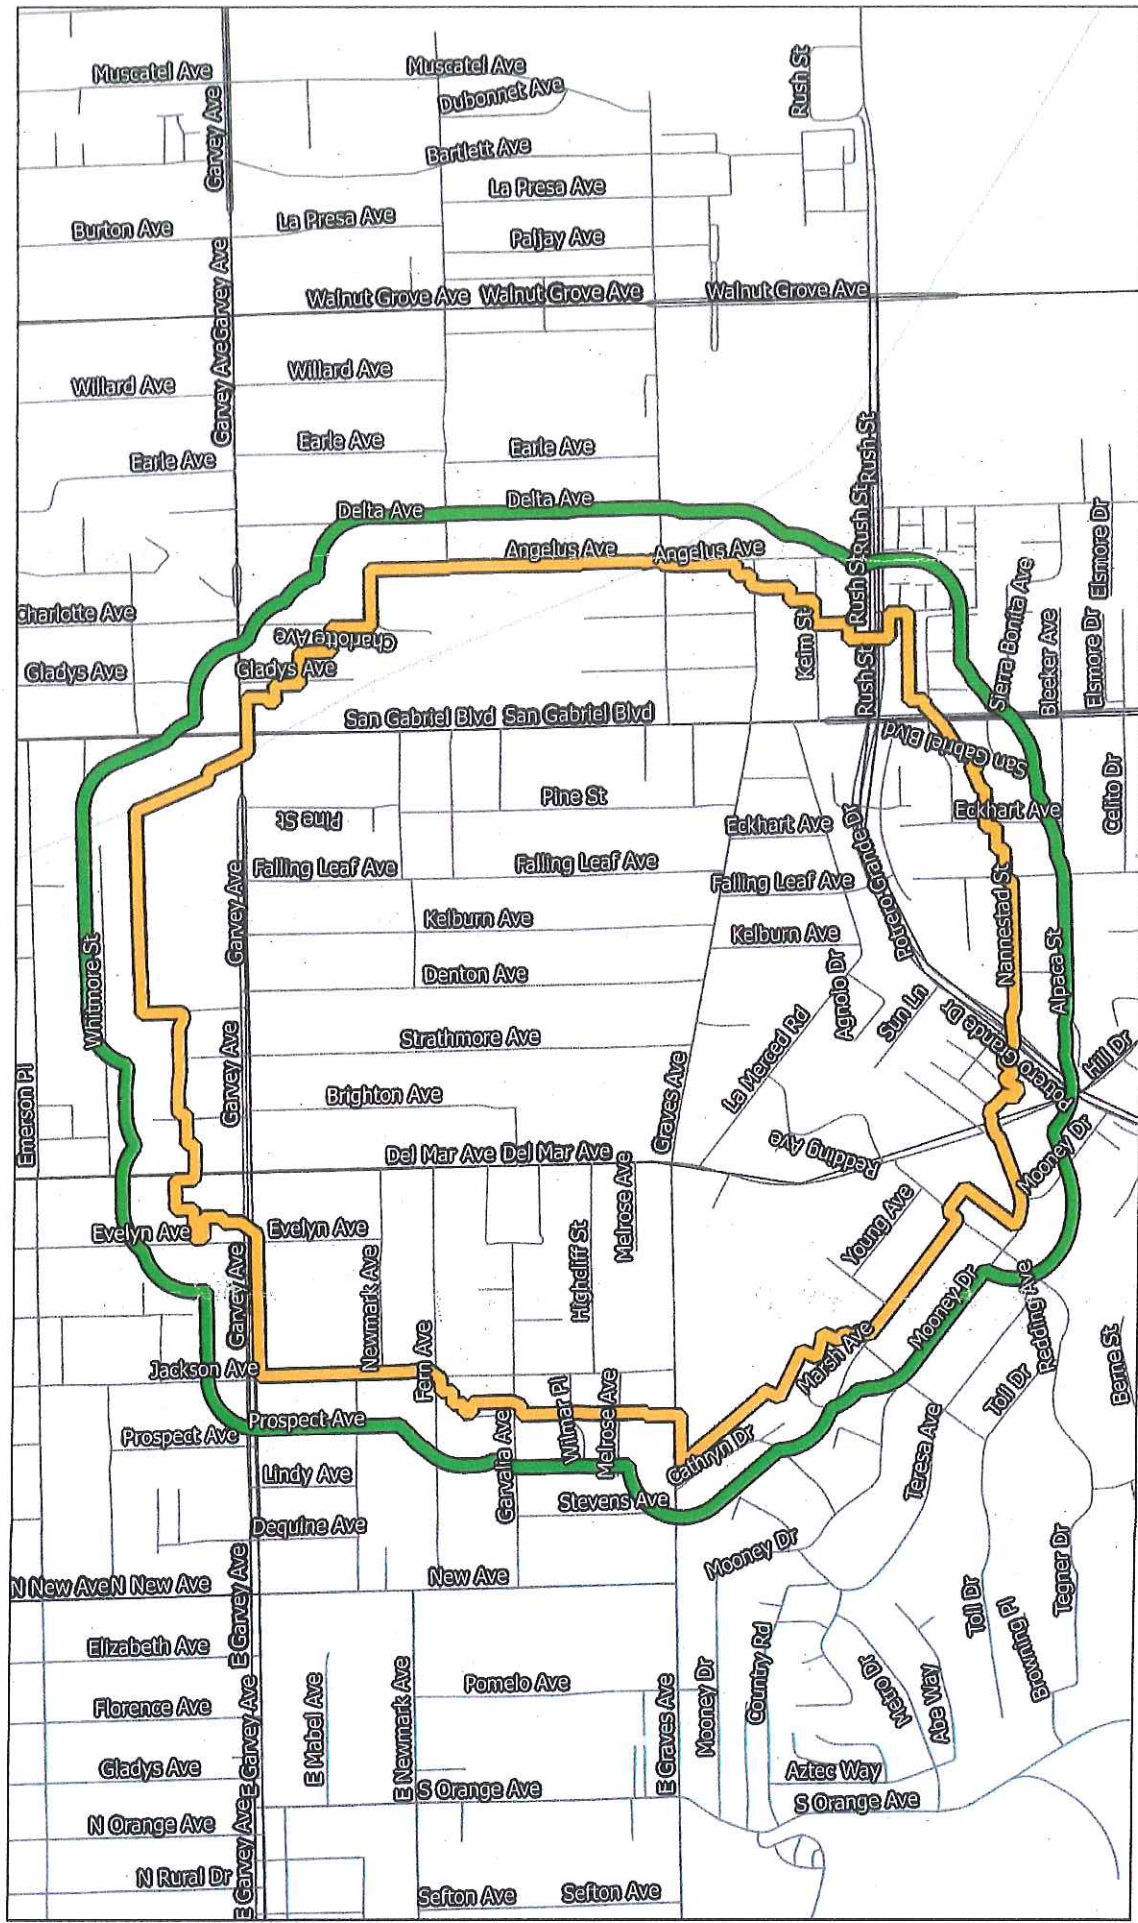 Muscatel Ave
Muscatel Ave
Dubonnet Ave
Rush St
Garvey Ave
Bartlett Ave
La Presa Ave
Burton Ave
La Presa Ave
Paljay Ave
Garvey Ave
Walnut Grove Ave
Walnut Grove Ave
Walnut Grove Ave
Garvey Ave
Willard Ave
Willard Ave
Earle Ave
Earle Ave
Earle Ave
Rush St
Delta Ave
Delta Ave
Rush St
Angelus Ave
Angelus Ave
Rush St
Elsmore Dr
Charlotte Ave
Charlotte Ave
Sierra Bonita Ave
Keim St
Bleeker Ave
Elsmore Dr
Gladys Ave
Gladys Ave
Rush St
San Gabriel Blvd
San Gabriel Blvd
San Gabriel Blvd
Pine St
Pine St
Eckhart Ave
Eckhart Ave
Celito Dr
Potrero Grande Dr
Falling Leaf Ave
Falling Leaf Ave
Falling Leaf Ave
Garvey Ave
Kelburn Ave
Kelburn Ave
Nannestad St
Whitmore St
Denton Ave
Agnolo Dr
Sun Ln
Alpaca St
Potrero Grande Dr
Strathmore Ave
Garvey Ave
La Merced Rd
Hill Dr
Emerson Pl
Brighton Ave
Graves Ave
Del Mar Ave
Del Mar Ave
Redding Ave
Mooney Dr
Melrose Ave
Evelyn Ave
Evelyn Ave
Young Ave
Highcliff St
Garvey Ave
Newmark Ave
Mooney Dr
Redding Ave
Jackson Ave
Fern Ave
Marsh Ave
Berne St
Toll Dr
Prospect Ave
Prospect Ave
Wilmar Pl
Melrose Ave
Garvalia Ave
Cathryn Dr
Teresa Ave
Lindy Ave
Stevens Ave
Dequine Ave
Mooney Dr
N New Ave
N New Ave
New Ave
E Garvey Ave
Toll Dr
Tegner Dr
Browning Pl
Elizabeth Ave
Country Rd
Metro Dr
Abe Way
Florence Ave
E Garvey Ave
E Mabel Ave
E Newmark Ave
Pomelo Ave
E Graves Ave
Mooney Dr
Gladys Ave
S Orange Ave
Aztec Way
S Orange Ave
N Orange Ave
E Garvey Ave
N Rural Dr
Sefton Ave
Sefton Ave